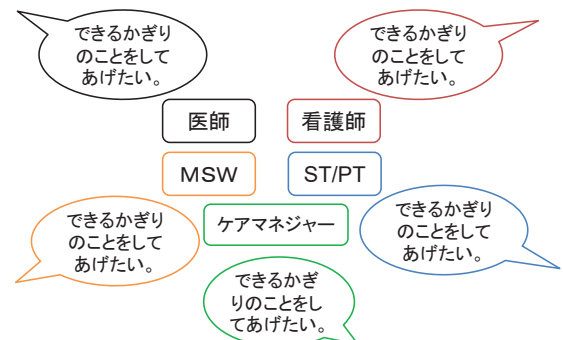 できるかぎり
のことをして
あげたい。
できるかぎり
のことをして
あげたい。
医師
看護師
MSW
ST/PT
ケアマネジャー
できるかぎり
のことをして
あげたい。
できるかぎり
のことをして
あげたい。
できるかぎ
りのことをし
てあげたい。